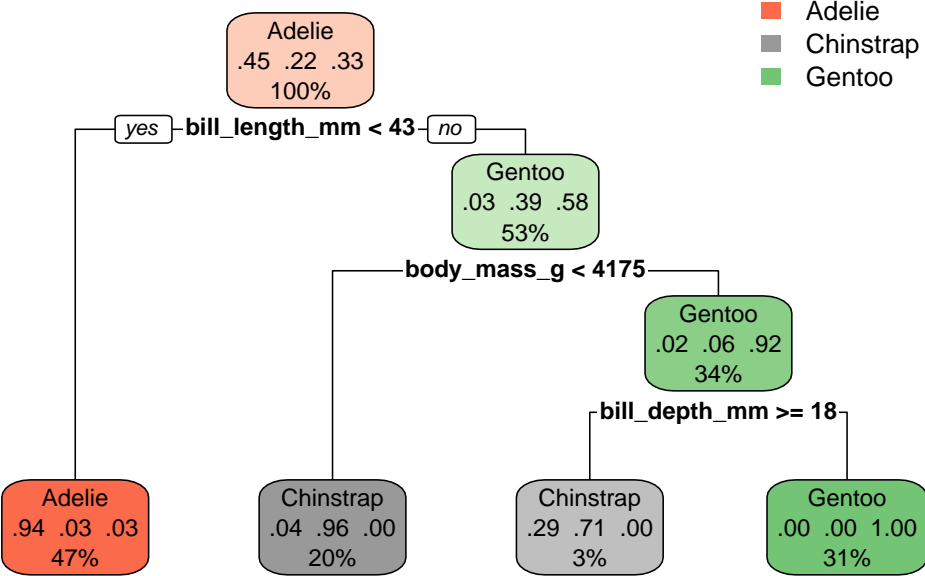 Adelie
.45 .22 .33
100%
Adelie
Chinstrap
Gentoo
yes bill_length_mm < 43 no
Gentoo
.03 .39 .58
53%
body_mass_g < 4175
Gentoo
.02 .06 .92
34%
bill_depth_mm >= 18
Adelie
.94 .03 .03
47%
Chinstrap
.04 .96 .00
20%
Chinstrap
.29 .71 .00
3%
Gentoo
.00 .00 1.00
31%